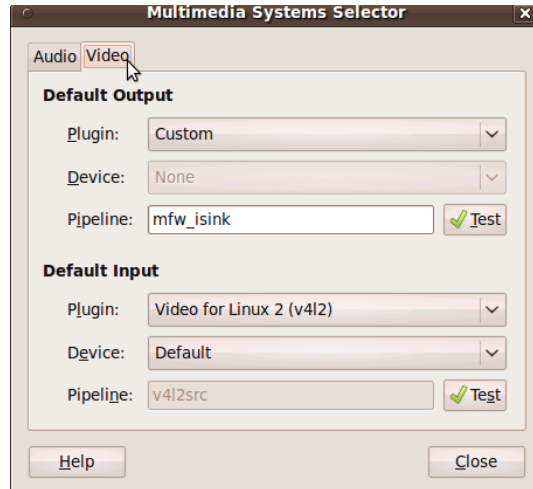 Multimedia Systems Selector
Audio Video
Default Output
Plugin: Custom
Device: None
Pipeline: mfw_isink Test
Default Input
Plugin: Video for Linux 2 (v4l2)
Device: Default
Pipeline: v4l2src Test
Help Close